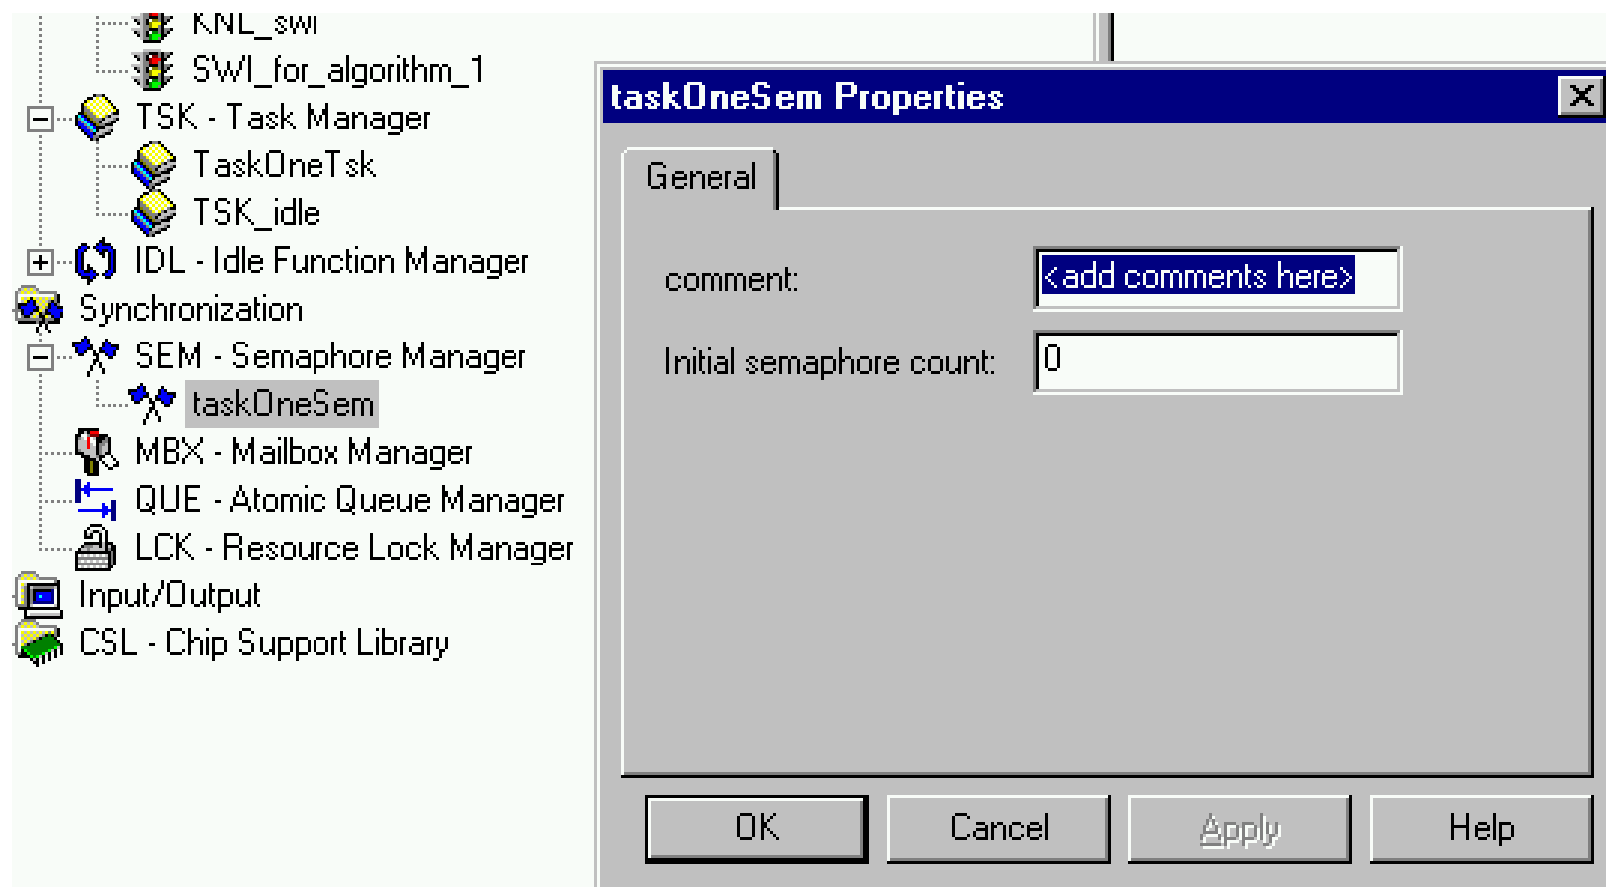 KNL_swi
SWI_for_algorithm_1
TSK - Task Manager
TaskOneTsk
TSK_idle
IDL - Idle Function Manager
Synchronization
SEM - Semaphore Manager
taskOneSem
MBX - Mailbox Manager
QUE - Atomic Queue Manager
LCK - Resource Lock Manager
Input/Output
CSL - Chip Support Library
taskOneSem Properties
General
comment: <add comments here>
Initial semaphore count: 0
OK Cancel Apply Help